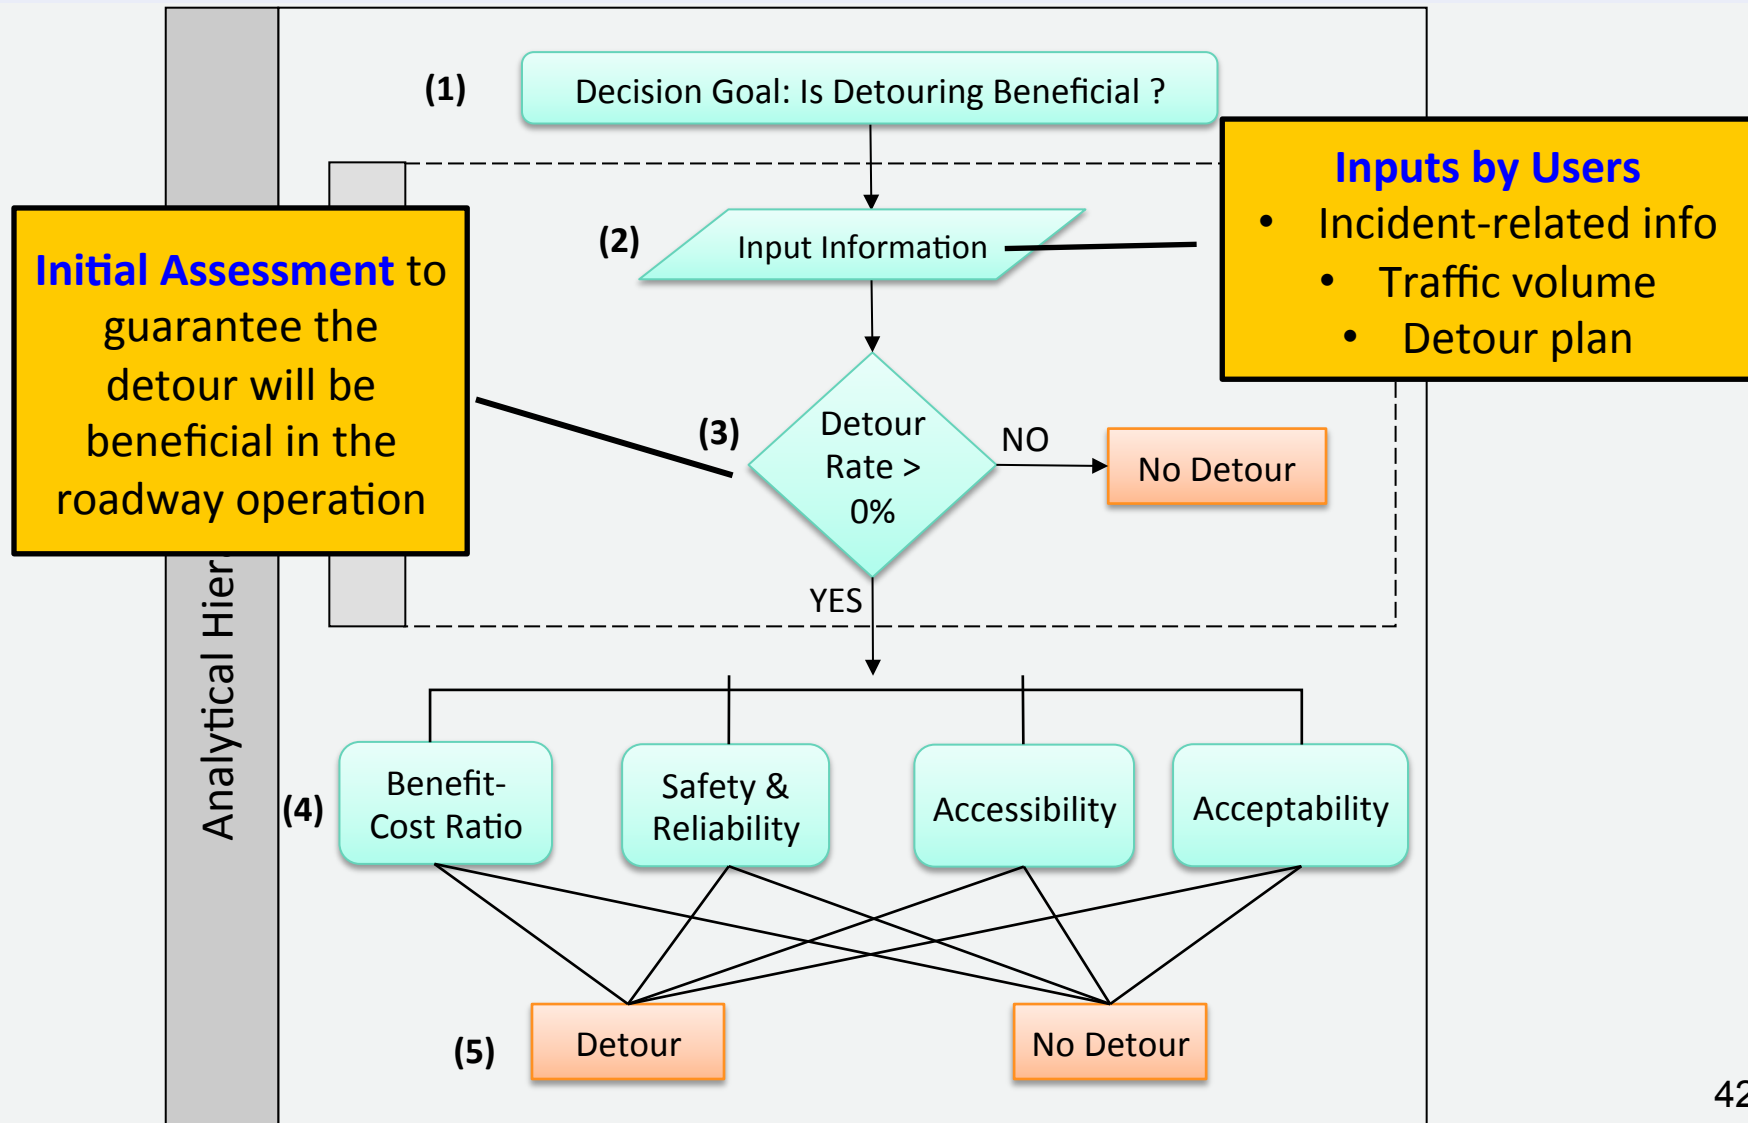 (1)
Decision Goal: Is Detouring Beneficial ?
Inputs by Users
• Incident-related info
• Traffic volume
• Detour plan
(2)
Input Information
Initial Assessment to
guarantee the
detour will be
beneficial in the
roadway operation
(3)
Detour
Rate >
0%
NO
No Detour
YES
Analytical Hier
(4)
Benefit-
Cost Ratio
Safety &
Reliability
Accessibility
Acceptability
(5)
Detour
No Detour
42